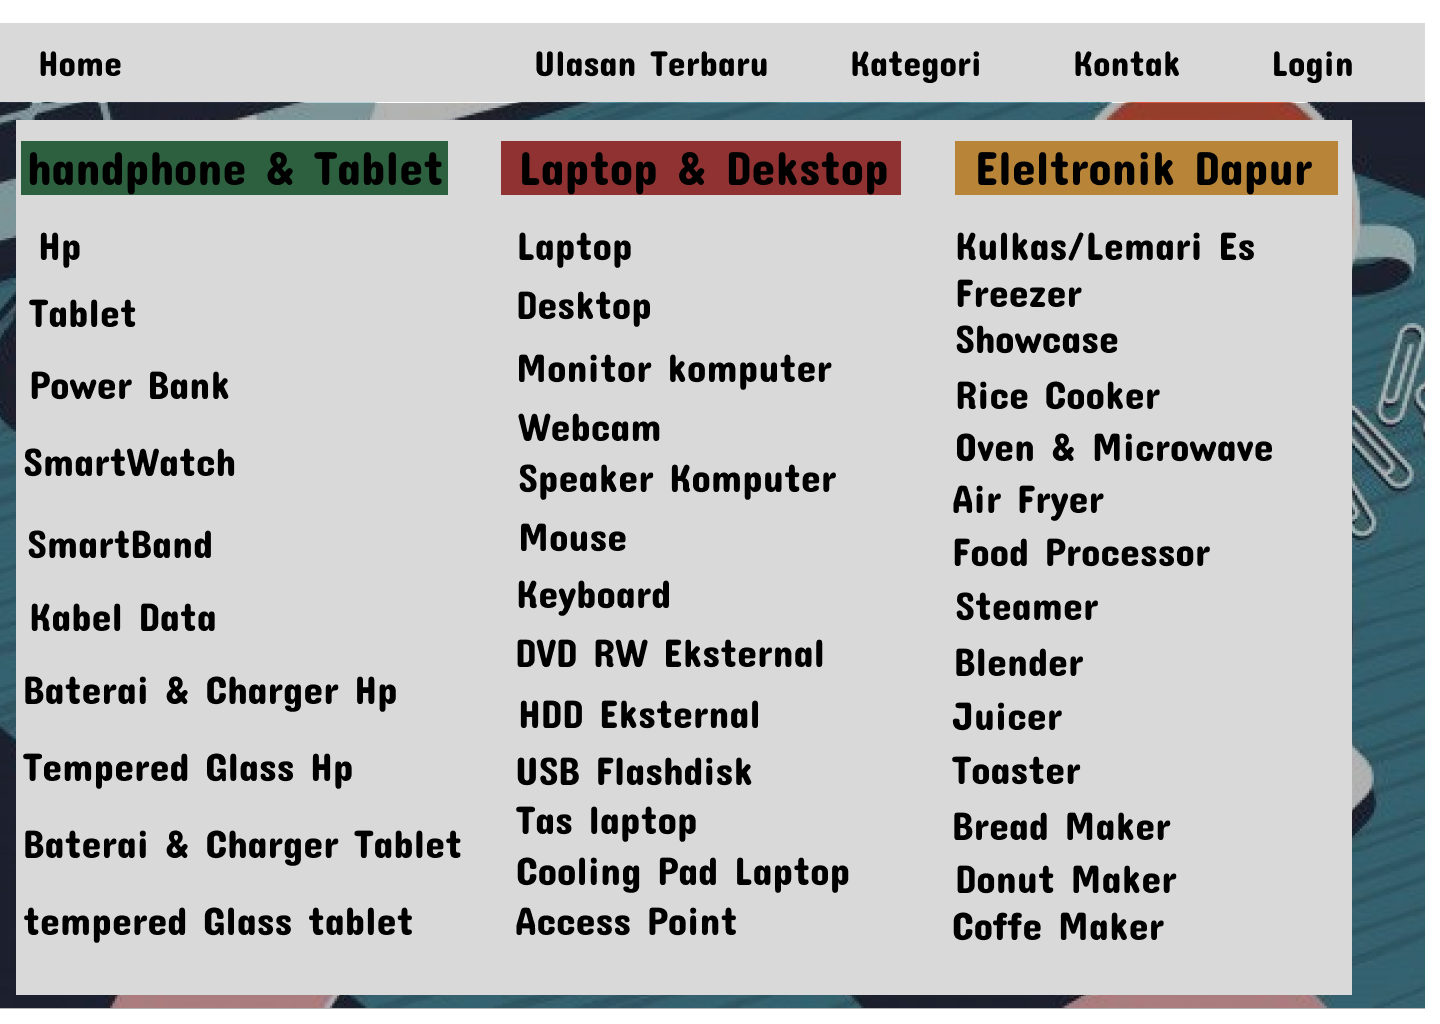 Home Ulasan Terbaru Kategori Kontak Login
handphone & Tablet
Hp
Tablet
Power Bank
SmartWatch
SmartBand
Kabel Data
Baterai & Charger Hp
Tempered Glass Hp
Baterai & Charger Tablet
tempered Glass tablet
Laptop & Dekstop
Laptop
Desktop
Monitor komputer
Webcam
Speaker Komputer
Mouse
Keyboard
DVD RW Eksternal
HDD Eksternal
USB Flashdisk
Tas laptop
Cooling Pad Laptop
Access Point
Eleltronik Dapur
Kulkas/Lemari Es
Freezer
Showcase
Rice Cooker
Oven & Microwave
Air Fryer
Food Processor
Steamer
Blender
Juicer
Toaster
Bread Maker
Donut Maker
Coffe Maker